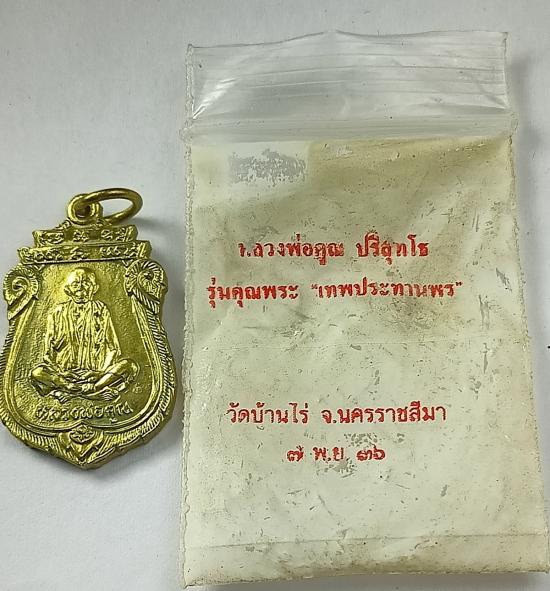 หลวงพ่อคูณ
หลวงพ่อคูณ ปริสุทโธ
รุ่นคุณพระ "เทพประทานพร"
วัดบ้านไร่ จ.นครราชสีมา
๗ พ.ย ๓๖